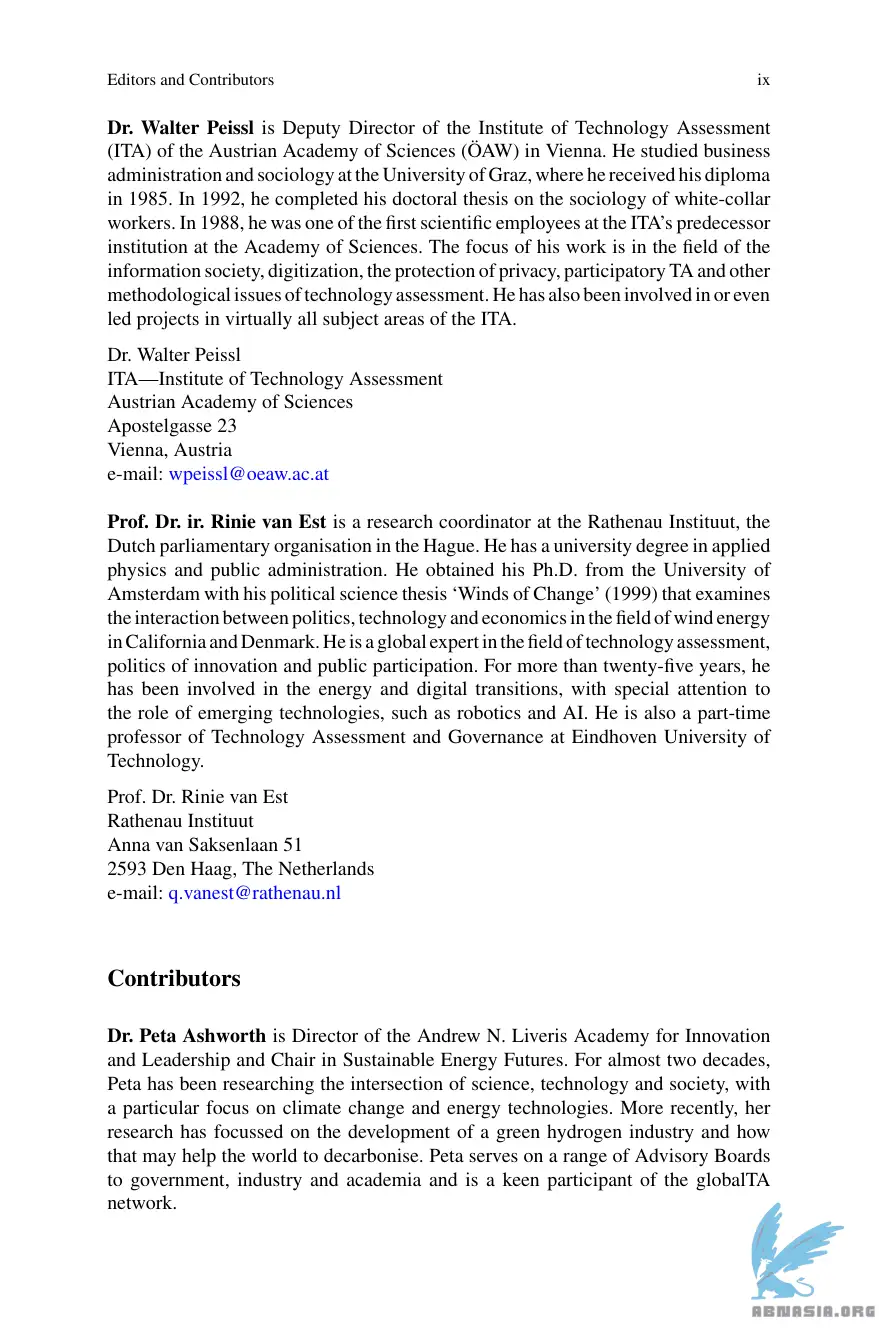 Editors and Contributors ix
Dr. Walter Peissl is Deputy Director of the Institute of Technology Assessment
(ITA) of the Austrian Academy of Sciences (ÖAW) in Vienna. He studied business
administration and sociology at the University of Graz, where he received his diploma
in 1985. In 1992, he completed his doctoral thesis on the sociology of white-collar
workers. In 1988, he was one of the first scientific employees at the ITA’s predecessor
institution at the Academy of Sciences. The focus of his work is in the field of the
information society, digitization, the protection of privacy, participatory TA and other
methodological issues of technology assessment. He has also been involved in or even
led projects in virtually all subject areas of the ITA.
Dr. Walter Peissl
ITA—Institute of Technology Assessment
Austrian Academy of Sciences
Apostelgasse 23
Vienna, Austria
e-mail: wpeissl@oeaw.ac.at
Prof. Dr. ir. Rinie van Est is a research coordinator at the Rathenau Instituut, the
Dutch parliamentary organisation in the Hague. He has a university degree in applied
physics and public administration. He obtained his Ph.D. from the University of
Amsterdam with his political science thesis ‘Winds of Change’ (1999) that examines
the interaction between politics, technology and economics in the field of wind energy
in California and Denmark. He is a global expert in the field of technology assessment,
politics of innovation and public participation. For more than twenty-five years, he
has been involved in the energy and digital transitions, with special attention to
the role of emerging technologies, such as robotics and AI. He is also a part-time
professor of Technology Assessment and Governance at Eindhoven University of
Technology.
Prof. Dr. Rinie van Est
Rathenau Instituut
Anna van Saksenlaan 51
2593 Den Haag, The Netherlands
e-mail: q.vanest@rathenau.nl
Contributors
Dr. Peta Ashworth is Director of the Andrew N. Liveris Academy for Innovation
and Leadership and Chair in Sustainable Energy Futures. For almost two decades,
Peta has been researching the intersection of science, technology and society, with
a particular focus on climate change and energy technologies. More recently, her
research has focussed on the development of a green hydrogen industry and how
that may help the world to decarbonise. Peta serves on a range of Advisory Boards
to government, industry and academia and is a keen participant of the globalTA
network.
ABNASIA.ORG